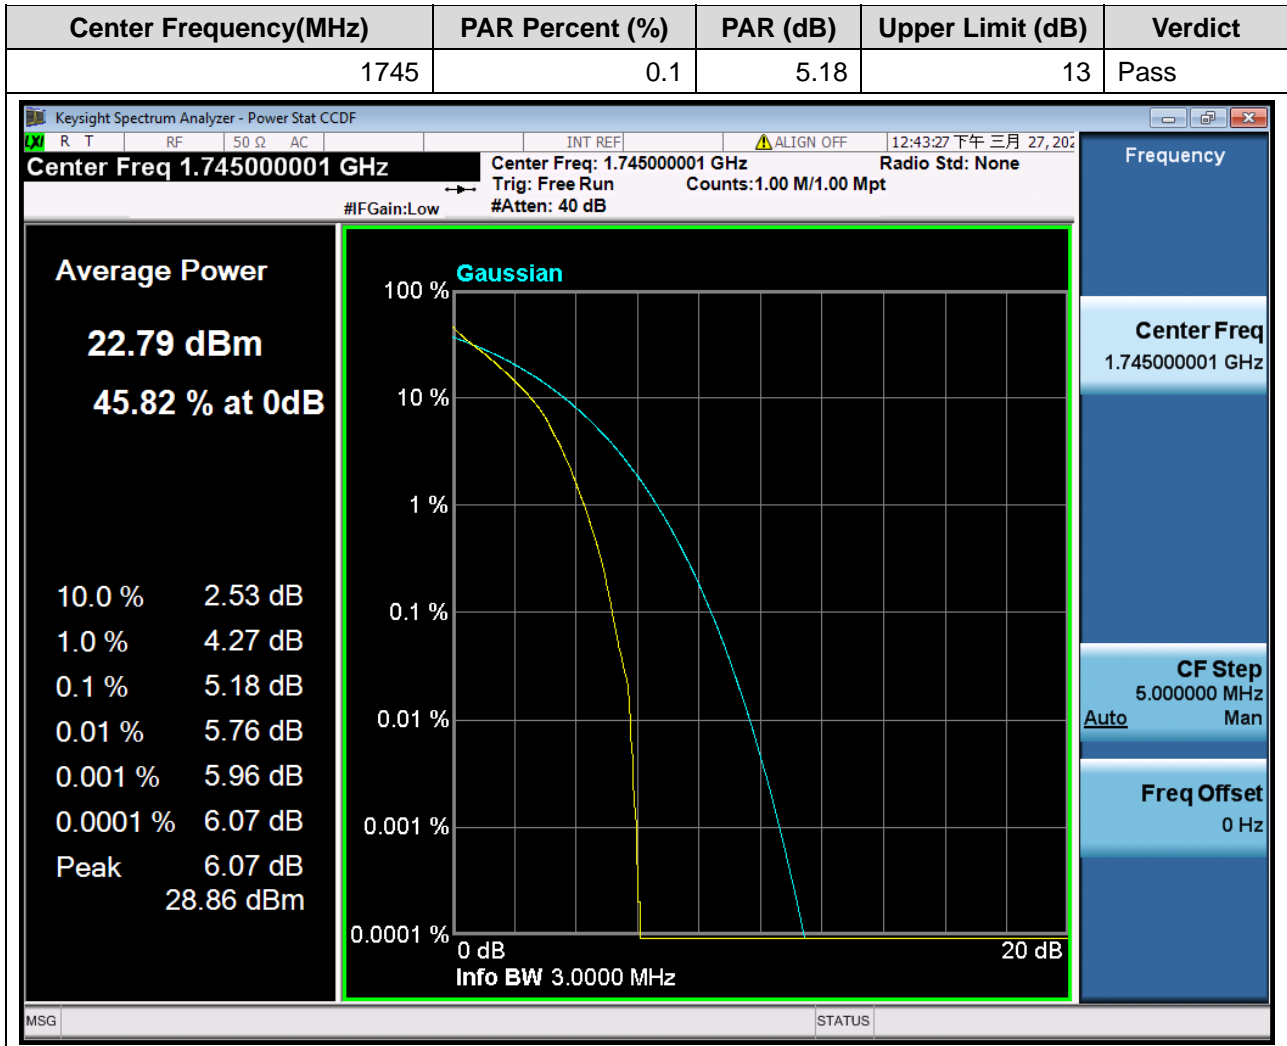 Center Frequency(MHz) PAR Percent (%) PAR (dB) Upper Limit (dB) Verdict
1745 0.1 5.18 13 Pass
Keysight Spectrum Analyzer - Power Stat CCDF
LXI R T RF 50 Ω AC INT REF ALIGN OFF 12:43:27 下午 三月 27, 202
Center Freq 1.745000001 GHz
Center Freq: 1.745000001 GHz Radio Std: None
Trig: Free Run Counts:1.00 M/1.00 Mpt
#IFGain:Low #Atten: 40 dB
Frequency
Average Power
22.79 dBm
45.82 % at 0dB
10.0 % 2.53 dB
1.0 % 4.27 dB
0.1 % 5.18 dB
0.01 % 5.76 dB
0.001 % 5.96 dB
0.0001 % 6.07 dB
Peak 6.07 dB
28.86 dBm
Gaussian
100 %
10 %
1 %
0.1 %
0.01 %
0.001 %
0.0001 %
0 dB 20 dB
Info BW 3.0000 MHz
Center Freq
1.745000001 GHz
CF Step
5.000000 MHz
Auto Man
Freq Offset
0 Hz
MSG STATUS